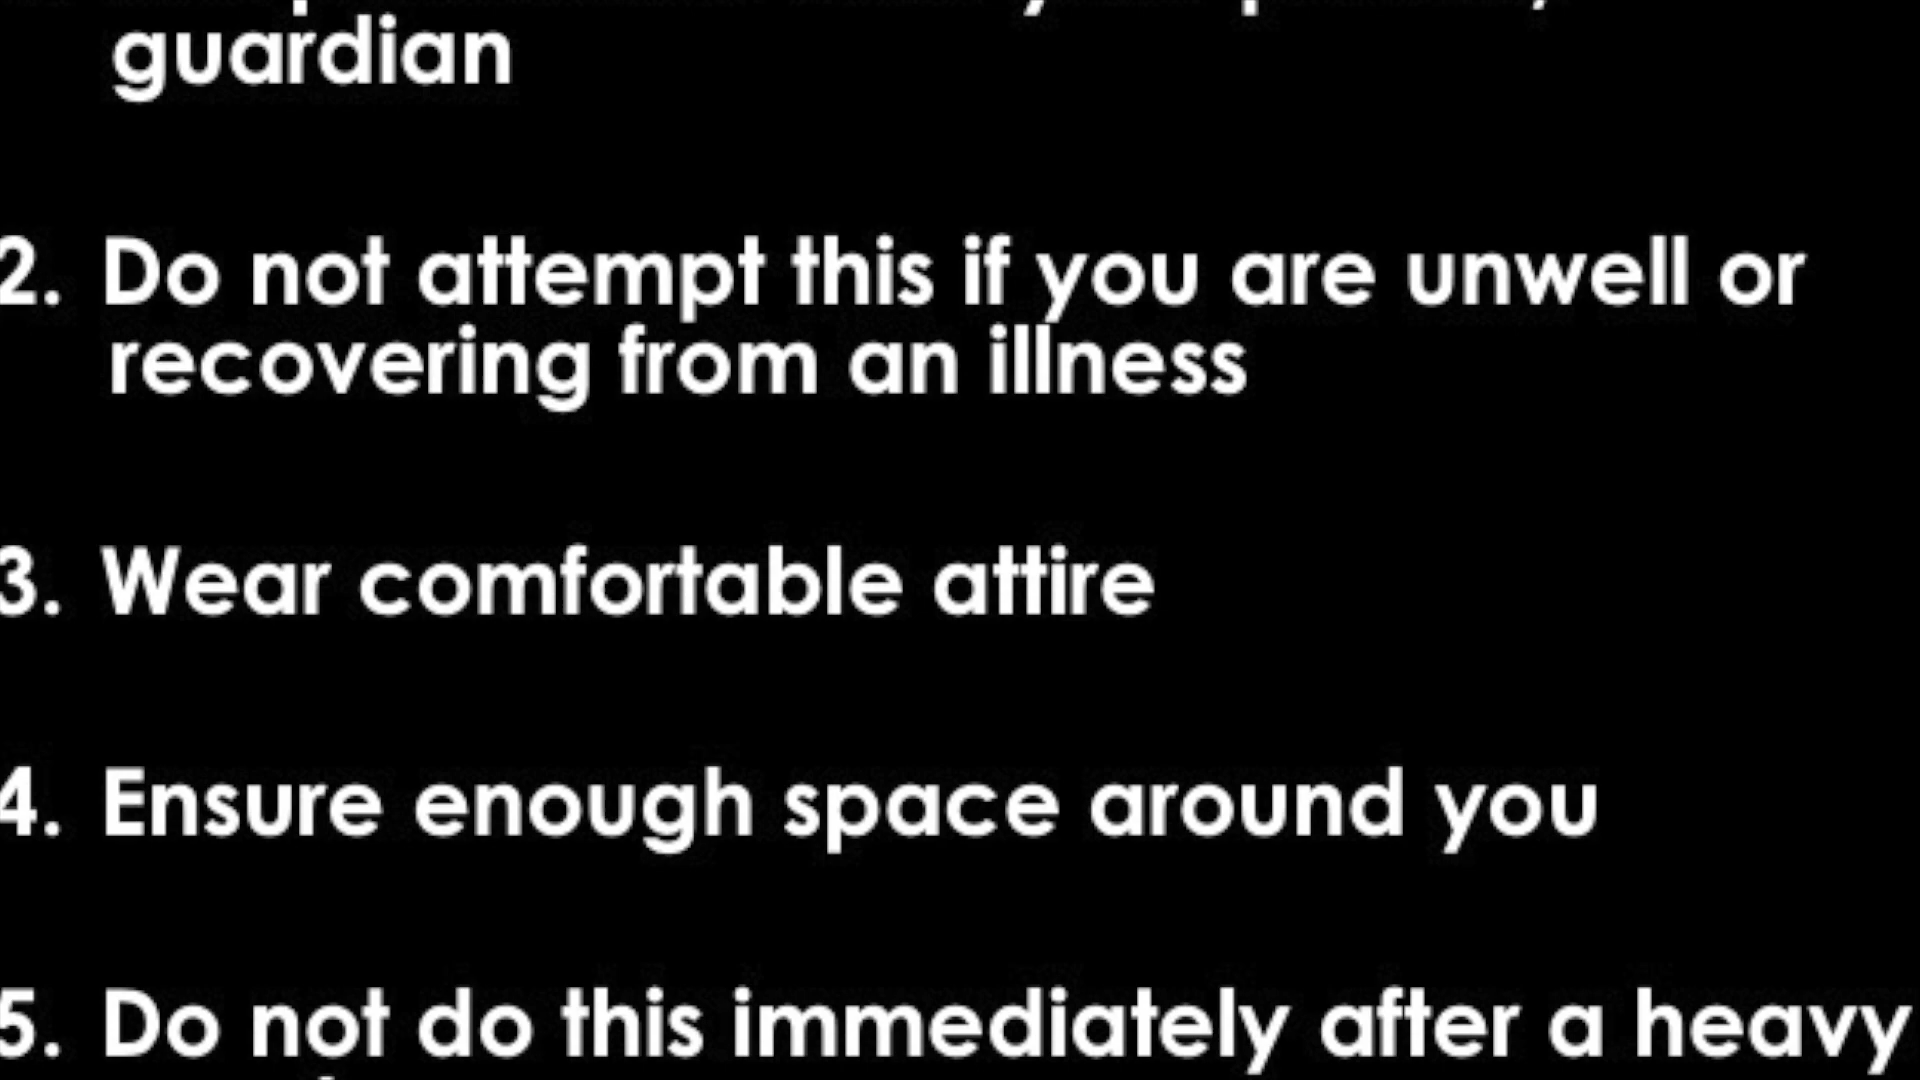 guardian
2. Do not attempt this if you are unwell or
recovering from an illness
3. Wear comfortable attire
4. Ensure enough space around you
5. Do not do this immediately after a heavy